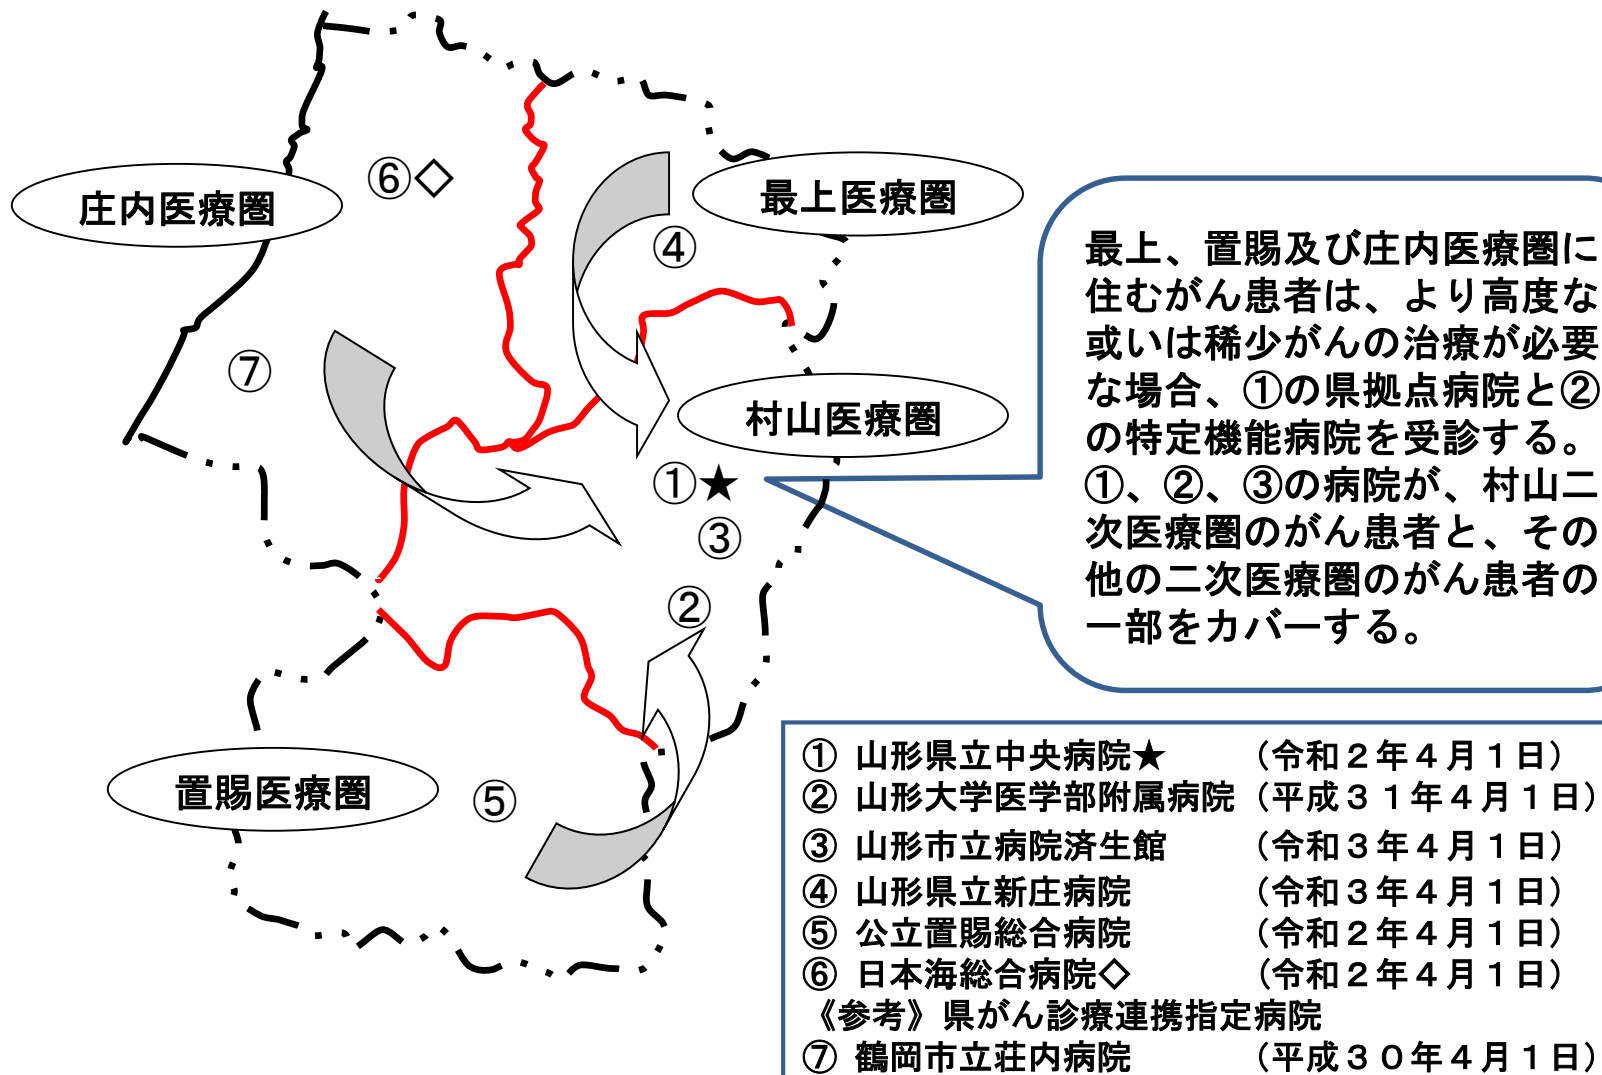 ⑥◇
庄内医療圏
最上医療圏
④
⑦
村山医療圏
①★
③
②
置賜医療圏
⑤
最上、置賜及び庄内医療圏に
住むがん患者は、より高度な
或いは稀少がんの治療が必要
な場合、①の県拠点病院と②
の特定機能病院を受診する。
①、②、③の病院が、村山二
次医療圏のがん患者と、その
他の二次医療圏のがん患者の
一部をカバーする。
① 山形県立中央病院★ （令和２年４月１日）
② 山形大学医学部附属病院（平成３１年４月１日）
③ 山形市立病院済生館 （令和３年４月１日）
④ 山形県立新庄病院 （令和３年４月１日）
⑤ 公立置賜総合病院 （令和２年４月１日）
⑥ 日本海総合病院◇ （令和２年４月１日）
《参考》県がん診療連携指定病院
⑦ 鶴岡市立荘内病院 （平成３０年４月１日）